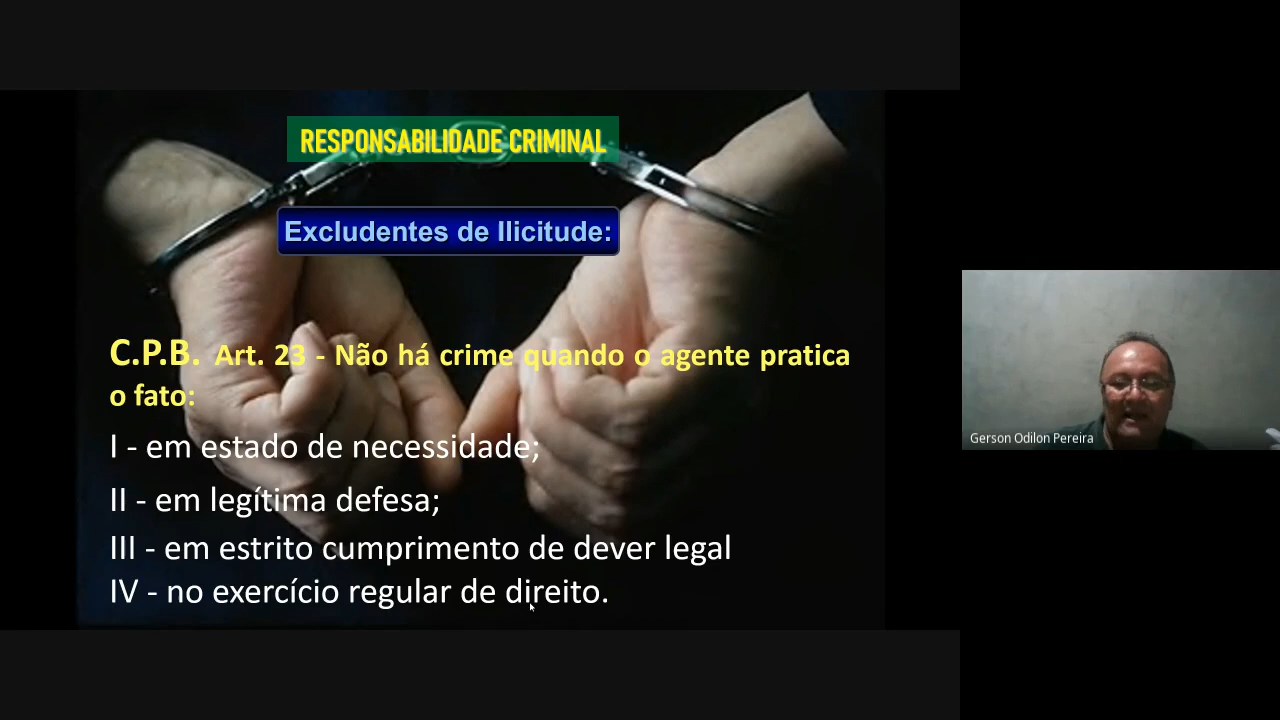 RESPONSABILIDADE CRIMINAL
Excludentes de Ilicitude:
C.P.B. Art. 23 - Não há crime quando o agente pratica
o fato:
I - em estado de necessidade;
II - em legítima defesa;
III - em estrito cumprimento de dever legal
IV - no exercício regular de direito.
Gerson Odilon Pereira